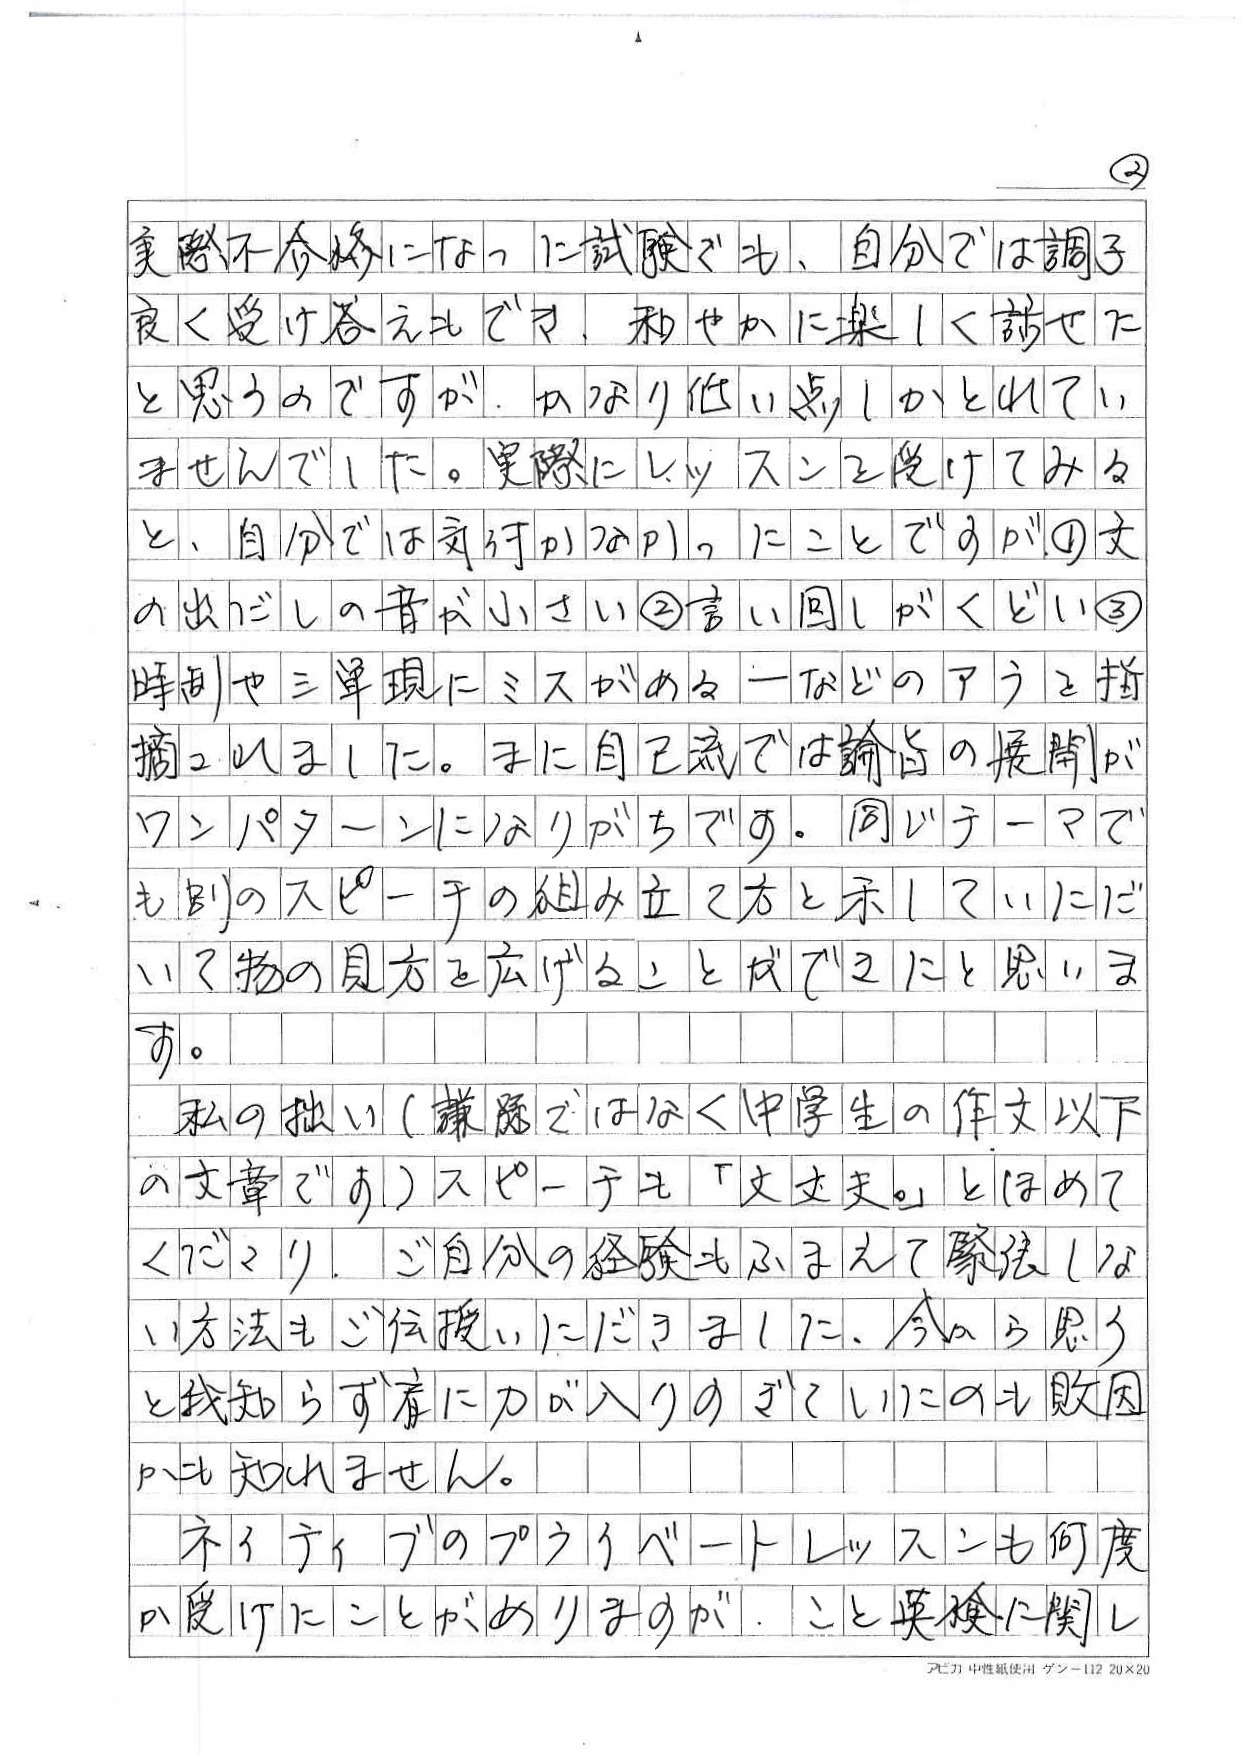 ②
実際不合格になった試験でも、自分では調子
良く受け答えもでき、和やかに楽しく話せた
と思うのですが、かなり低い点しかとれてい
ませんでした。実際にレッスンを受けてみる
と、自分では気付かなかったことですが①文
の出だしの音が小さい②言い回しがくどい③
時制や三単現にミスがある―などのアラを指
摘されました。また自己流では論旨の展開が
ワンパターンになりがちです。同じテーマで
も別のスピーチの組み立て方を示していただ
いて物の見方を広げることができたと思いま
す。
私の拙い(謙遜ではなく中学生の作文以下
の文章です)スピーチも「大丈夫。」とほめて
くださり、ご自分の経験もふまえて緊張しな
い方法もご伝授いただきました。今から思う
と我知らず肩に力が入りすぎていたのも敗因
かも知れません。
ネイティブのプライベートレッスンも何度
か受けたことがありますが、こと英検に関し
アピカ 中性紙使用 ゲン－112 20×20